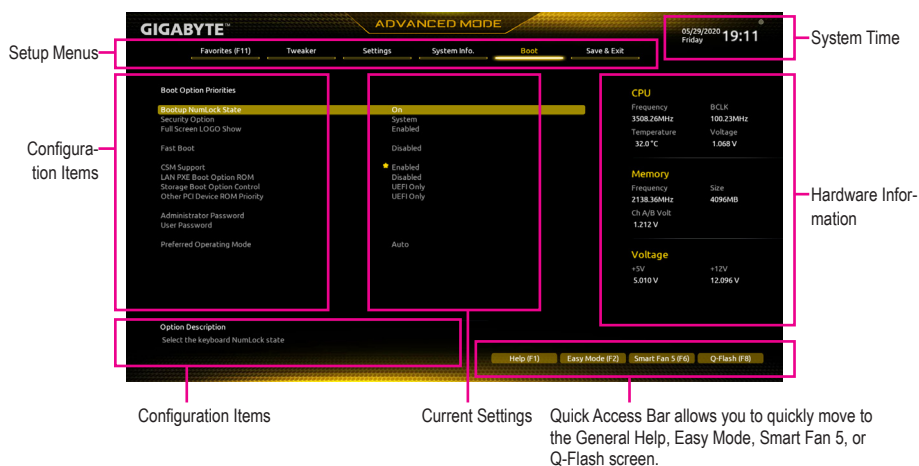 GIGABYTE™
ADVANCED MODE
05/29/2020
Friday
19:11
System Time
Setup Menus
Favorites (F11) Tweaker Settings System Info. Boot Save & Exit
Boot Option Priorities
Bootup NumLock State On
Security Option System
Full Screen LOGO Show Enabled
Fast Boot Disabled
CSM Support Enabled
LAN PXE Boot Option ROM Disabled
Storage Boot Option Control UEFI Only
Other PCI Device ROM Priority UEFI Only
Administrator Password
User Password
Preferred Operating Mode Auto
Configura-
tion Items
CPU
Frequency BCLK
3508.26MHz 100.23MHz
Temperature Voltage
32.0 °C 1.068 V
Memory
Frequency Size
2138.36MHz 4096MB
Ch A/B Volt
1.212 V
Voltage
+5V +12V
5.010 V 12.096 V
Hardware Infor-
mation
Option Description
Select the keyboard NumLock state
Help (F1) Easy Mode (F2) Smart Fan 5 (F6) Q-Flash (F8)
Configuration Items
Current Settings
Quick Access Bar allows you to quickly move to
the General Help, Easy Mode, Smart Fan 5, or
Q-Flash screen.